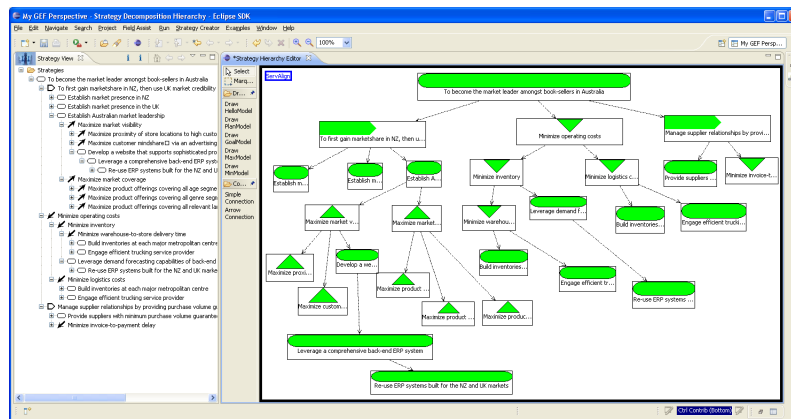 My GEF Perspective - Strategy Decomposition Hierarchy - Eclipse SDK
File Edit Navigate Search Project Field Assist Run Strategy Creator Examples Window Help
100%
My GEF Persp...
Strategy View
Strategies
To become the market leader amongst book-sellers in Australia
To first gain marketshare in NZ, then use UK market credibility
Establish market presence in NZ
Establish market presence in the UK
Establish Australian market leadership
Maximize market visibility
Maximize proximity of store locations to high custo
Maximize customer mindshare via an advertising
Develop a website that supports sophisticated pro
Leverage a comprehensive back-end ERP syst
Re-use ERP systems built for the NZ and U
Maximize market coverage
Maximize product offerings covering all age segme
Maximize product offerings covering all genre segm
Maximize product offerings covering all relevant la
Minimize operating costs
Minimize inventory
Minimize warehouse-to-store delivery time
Build inventories at each major metropolitan centre
Engage efficient trucking service provider
Leverage demand forecasting capabilities of back-end
Re-use ERP systems built for the NZ and UK marke
Minimize logistics costs
Build inventories at each major metropolitan centre
Engage efficient trucking service provider
Manage supplier relationships by providing purchase volume g
Provide suppliers with minimum purchase volume guarante
Minimize invoice-to-payment delay
*Strategy Hierarchy Editor
Select
Marq...
Dr...
Draw
HelloModel
Draw
PlanModel
Draw
GoalModel
Draw
MaxModel
Draw
MinModel
Co...
Simple
Connection
Arrow
Connection
ServAlign
To become the market leader amongst book-sellers in Australia
To first gain marketshare in NZ, then u...
Minimize operating costs
Manage supplier relationships by provi...
Establish m...
Establish m...
Establish A...
Minimize inventory
Minimize logistics c...
Provide suppliers ...
Minimize invoice-t...
Maximize market v...
Maximize market...
Minimize warehou...
Leverage demand f...
Build inventories...
Engage efficient trucki...
Maximize proxi...
Develop a we...
Build inventories...
Maximize custom...
Maximize product ...
Engage efficient tr...
Maximize product ...
Maximize produc...
Re-use ERP systems ...
Leverage a comprehensive back-end ERP system
Re-use ERP systems built for the NZ and UK markets
Ctrl Contrib (Bottom)